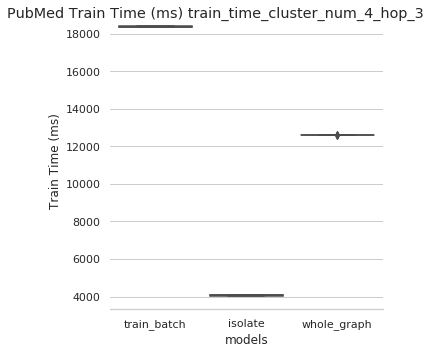 PubMed Train Time (ms) train_time_cluster_num_4_hop_3
18000
16000
14000
12000
10000
8000
6000
4000
Train Time (ms)
train_batch isolate whole_graph
models